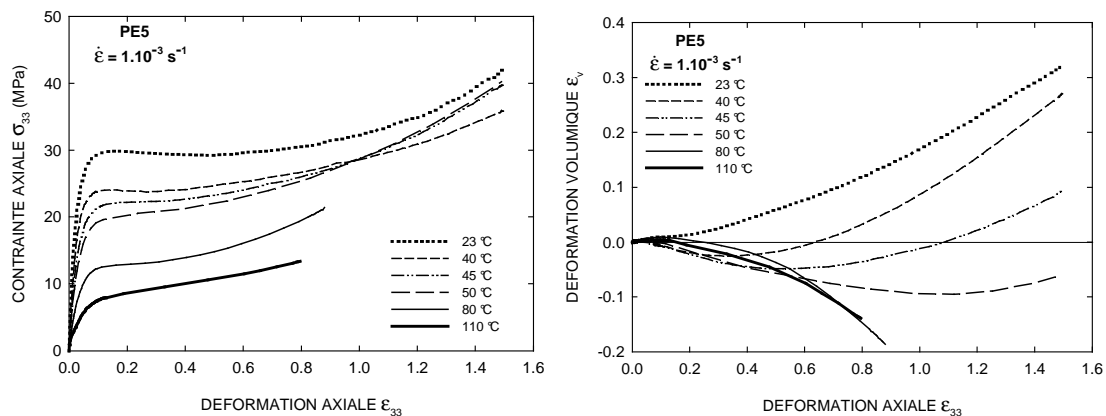 PE5
ε̇ = 1.10⁻³ s⁻¹
CONTRAINTE AXIALE σ₃₃ (MPa)
60
50
40
30
20
10
0
23 °C
40 °C
45 °C
50 °C
80 °C
110 °C
0.0 0.2 0.4 0.6 0.8 1.0 1.2 1.4 1.6
DEFORMATION AXIALE ε₃₃
PE5
ε̇ = 1.10⁻³ s⁻¹
23 °C
40 °C
45 °C
50 °C
80 °C
110 °C
DEFORMATION VOLUMIQUE εᵥ
0.4
0.3
0.2
0.1
0.0
-0.1
-0.2
0.0 0.2 0.4 0.6 0.8 1.0 1.2 1.4 1.6
DEFORMATION AXIALE ε₃₃